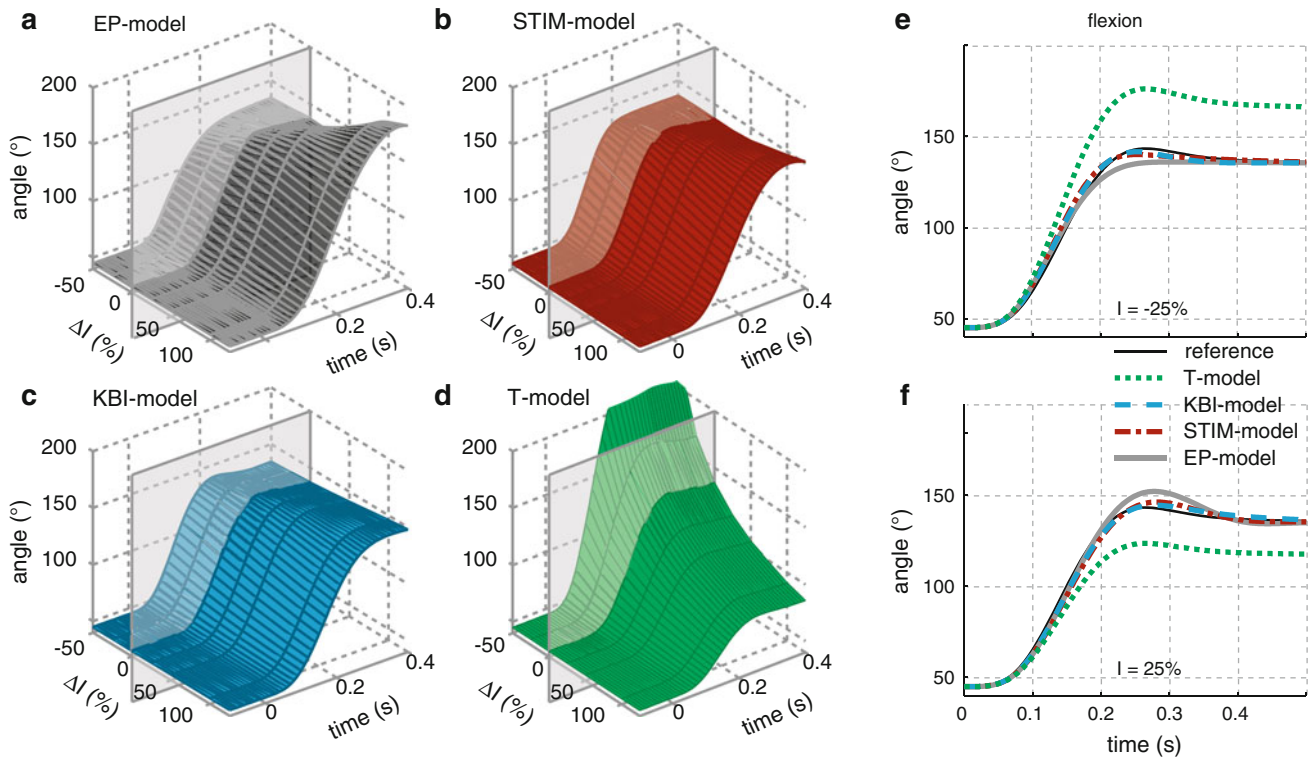 a EP-model
200
150
100
angle (°)
-50
0
50
100
ΔI (%)
0
0.2
0.4
time (s)
b STIM-model
200
150
100
-50
0
50
100
ΔI (%)
0
0.2
0.4
time (s)
c KBI-model
200
150
100
angle (°)
-50
0
50
100
ΔI (%)
0
0.2
0.4
time (s)
d T-model
200
150
100
-50
0
50
100
ΔI (%)
0
0.2
0.4
time (s)
e flexion
150
100
50
angle (°)
I = -25%
reference
T-model
KBI-model
STIM-model
EP-model
f
150
100
50
angle (°)
I = 25%
0 0.1 0.2 0.3 0.4
time (s)